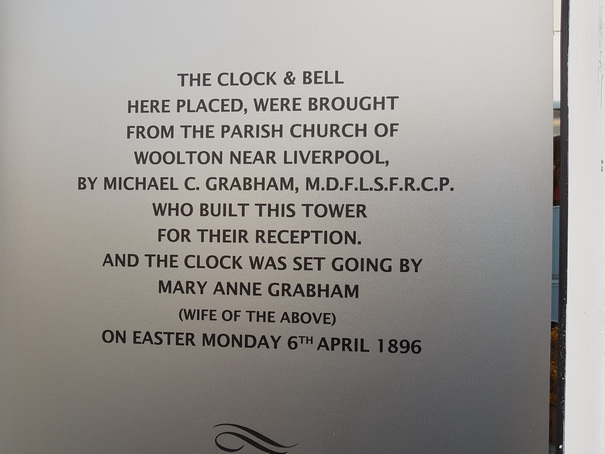 THE CLOCK & BELL
HERE PLACED, WERE BROUGHT
FROM THE PARISH CHURCH OF
WOOLTON NEAR LIVERPOOL,
BY MICHAEL C. GRABHAM, M.D.F.L.S.F.R.C.P.
WHO BUILT THIS TOWER
FOR THEIR RECEPTION.
AND THE CLOCK WAS SET GOING BY
MARY ANNE GRABHAM
(WIFE OF THE ABOVE)
ON EASTER MONDAY 6TH APRIL 1896